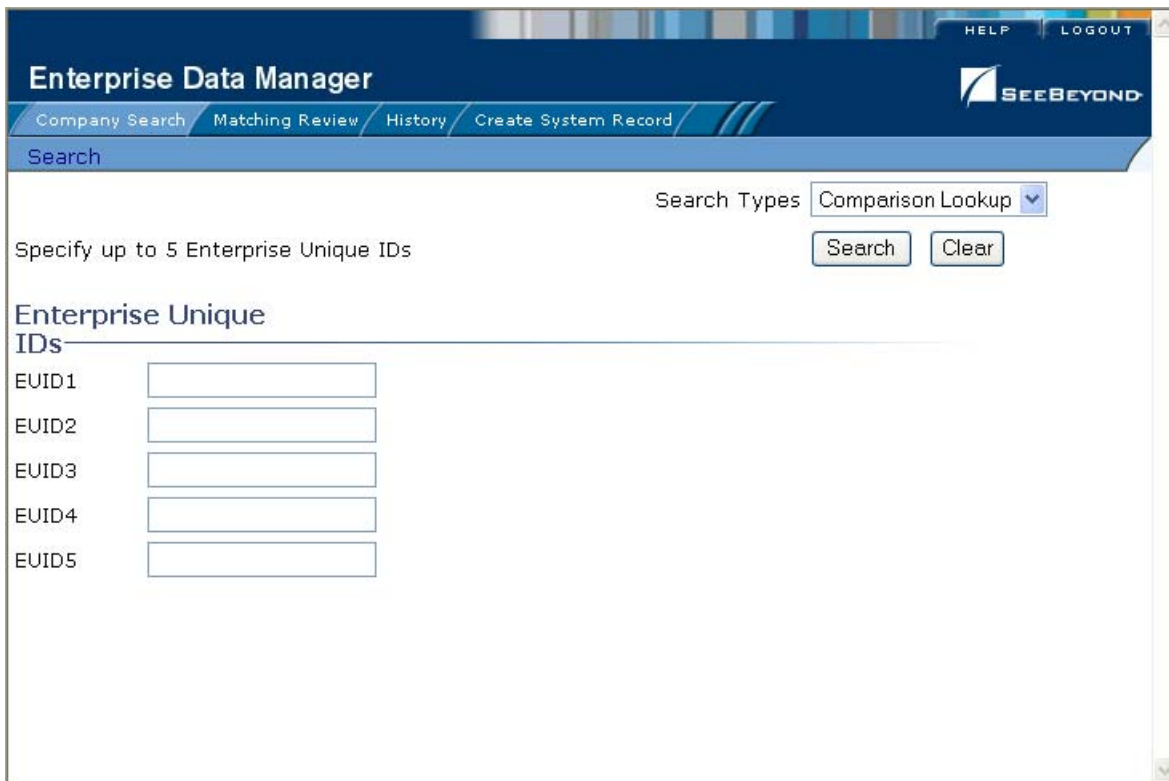 HELP LOGOUT
Enterprise Data Manager
SEEBEYOND
Company Search Matching Review History Create System Record
Search
Search Types Comparison Lookup
Specify up to 5 Enterprise Unique IDs Search Clear
Enterprise Unique
IDs
EUID1
EUID2
EUID3
EUID4
EUID5